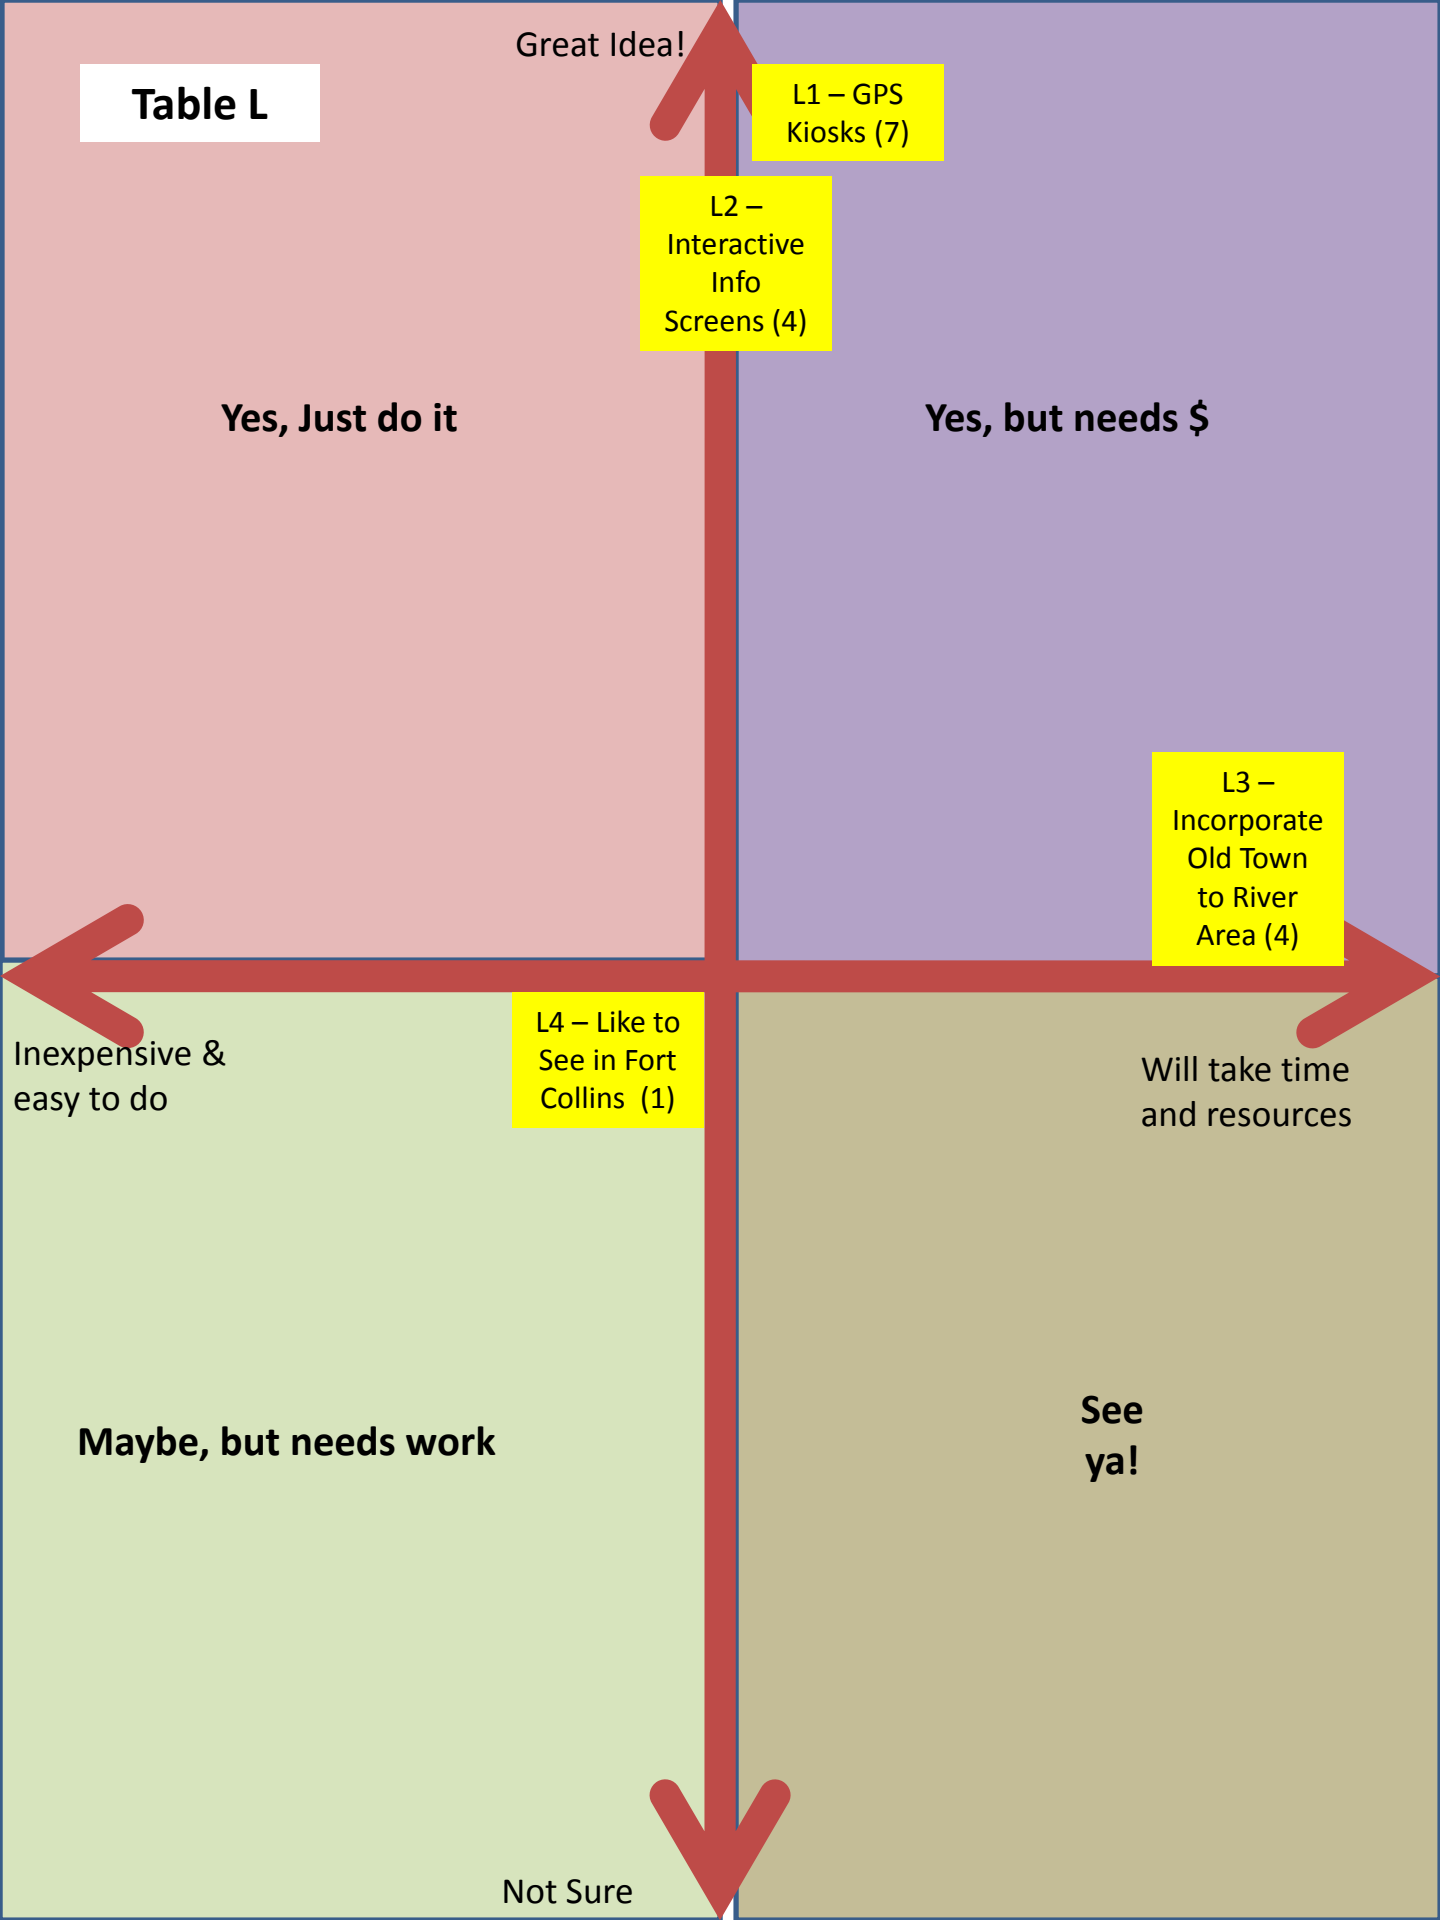 Great Idea!
Table L
L1 – GPS
Kiosks (7)
L2 –
Interactive
Info
Screens (4)
Yes, Just do it
Yes, but needs $
L3 –
Incorporate
Old Town
to River
Area (4)
L4 – Like to
See in Fort
Collins  (1)
Inexpensive &
easy to do
Will take time
and resources
Maybe, but needs work
See
ya!
Not Sure